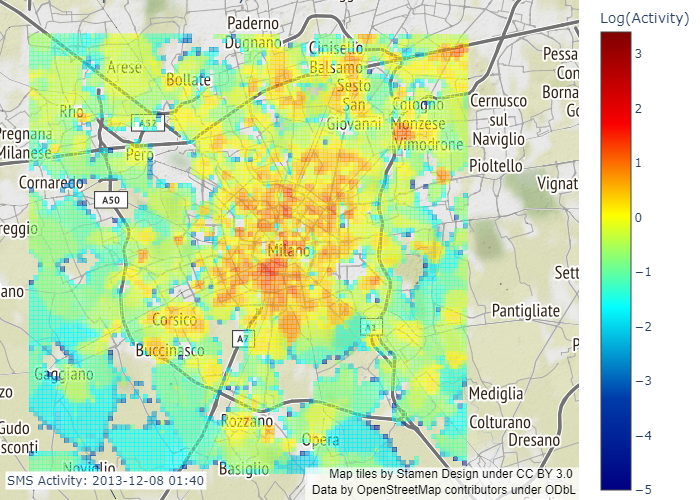 Paderno
Dugnano
Cinisello
Balsamo
Arese
Bollate
Sesto
San
Giovanni
Cologno
Monzese
Vimodrone
Cernusco
sul
Naviglio
Pessa
Con
Borna
Go
Rho
A52
Pregnana
Milanese
Pero
Pioltello
Cornaredo
Vignat
A50
reggio
Milano
Sett
ano
Pantigliate
Corsico
A1
A7
Buccinasco
P
Gaggiano
zo
Mediglia
Gudo
sconti
Rozzano
Opera
Colturano
Dresano
Noviglio
Basiglio
SMS Activity: 2013-12-08 01:40
Map tiles by Stamen Design under CC BY 3.0
Data by OpenStreetMap contributors under ODbL
Log(Activity)
3
2
1
0
−1
−2
−3
−4
−5